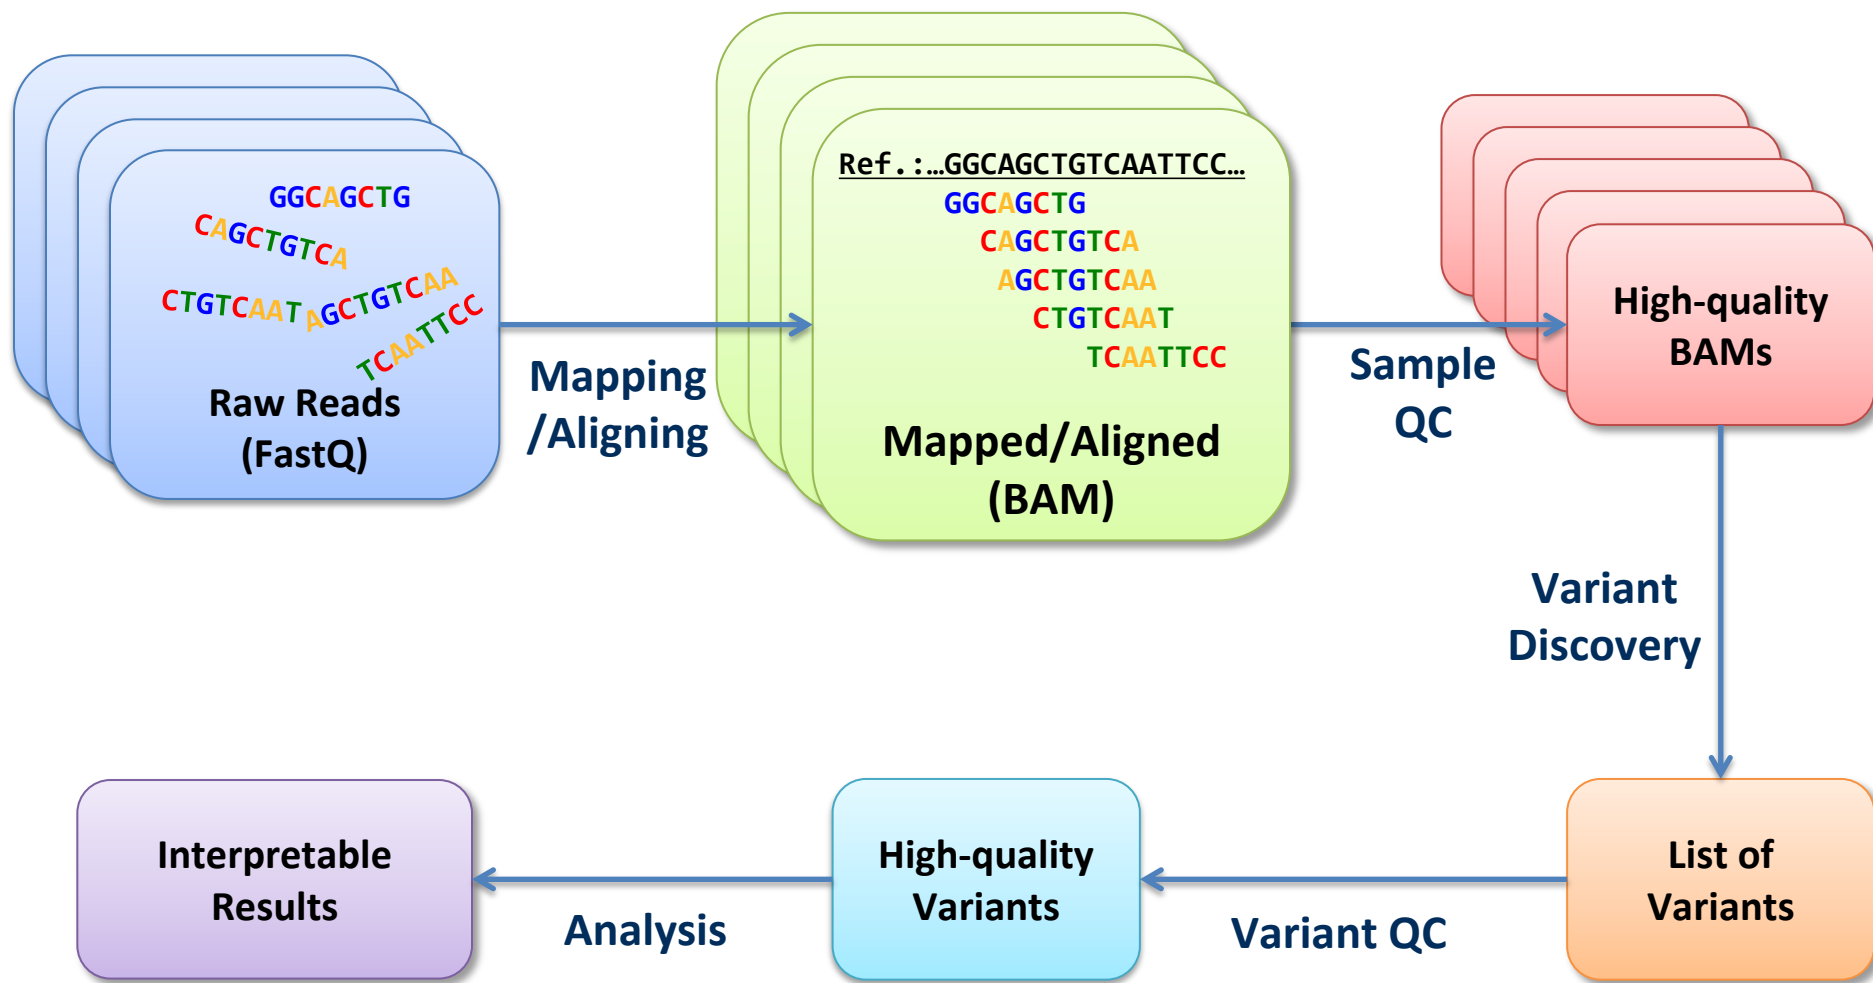 GGCAGCTG
CAGCTGTCA
CTGTCAAT
AGCTGTCAA
TCAATTCC
Raw Reads
(FastQ)
Mapping
/Aligning
Ref.:…GGCAGCTGTCAATTCC…
GGCAGCTG
CAGCTGTCA
AGCTGTCAA
CTGTCAAT
TCAATTCC
Mapped/Aligned
(BAM)
Sample
QC
High-quality
BAMs
Variant
Discovery
List of
Variants
Variant QC
High-quality
Variants
Analysis
Interpretable
Results